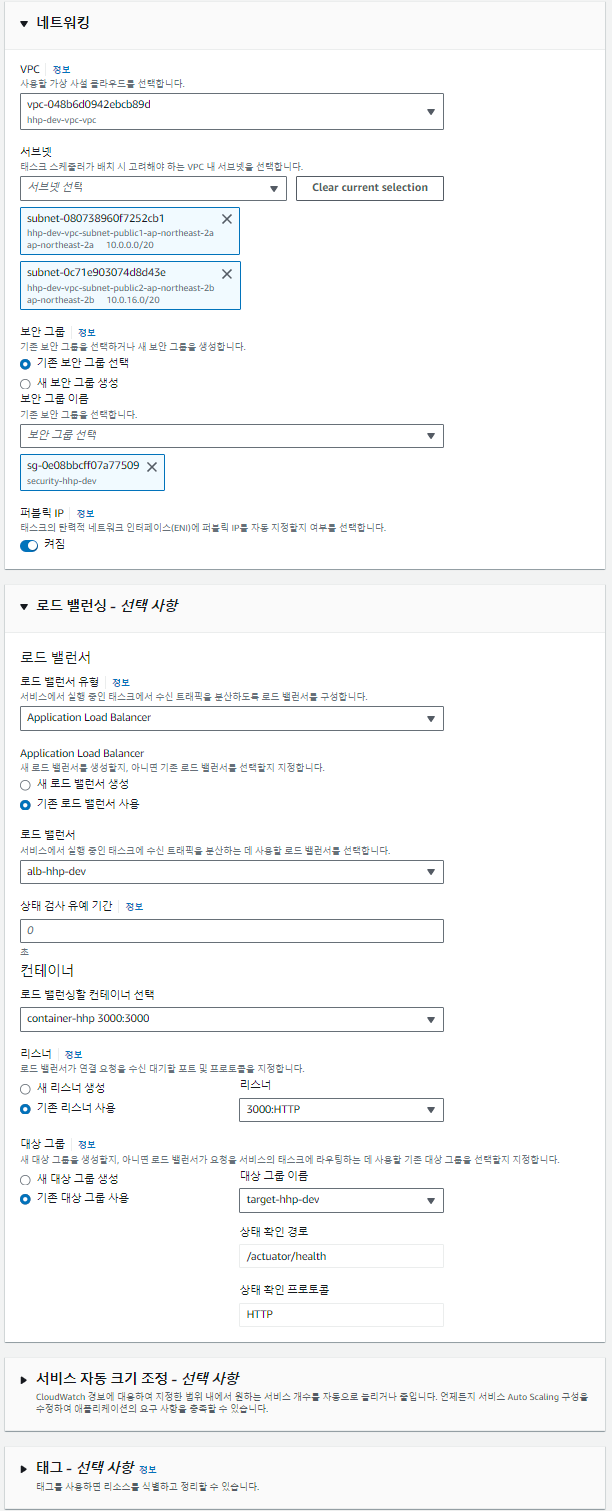 네트워킹
VPC 정보
사용할 가상 사설 클라우드를 선택합니다.
vpc-048b6d0942ebcb89d
hhp-dev-vpc-vpc
서브넷
태스크 스케줄러가 배치 시 고려해야 하는 VPC 내 서브넷을 선택합니다.
서브넷 선택 Clear current selection
subnet-080738960f7252cb1
hhp-dev-vpc-subnet-public1-ap-northeast-2a
ap-northeast-2a 10.0.0.0/20
subnet-0c71e903074d8d43e
hhp-dev-vpc-subnet-public2-ap-northeast-2b
ap-northeast-2b 10.0.16.0/20
보안 그룹 정보
기존 보안 그룹을 선택하거나 새 보안 그룹을 생성합니다.
기존 보안 그룹 선택
새 보안 그룹 생성
보안 그룹 이름
기존 보안 그룹을 선택합니다.
보안 그룹 선택
sg-0e08bbcff07a77509
security-hhp-dev
퍼블릭 IP 정보
태스크의 탄력적 네트워크 인터페이스(ENI)에 퍼블릭 IP를 자동 지정할지 여부를 선택합니다.
켜짐
로드 밸런싱 - 선택 사항
로드 밸런서
로드 밸런서 유형 정보
서비스에서 실행 중인 태스크에서 수신 트래픽을 분산하도록 로드 밸런서를 구성합니다.
Application Load Balancer
Application Load Balancer
새 로드 밸런서를 생성할지, 아니면 기존 로드 밸런서를 선택할지 지정합니다.
새 로드 밸런서 생성
기존 로드 밸런서 사용
로드 밸런서
서비스에서 실행 중인 태스크에 수신 트래픽을 분산하는 데 사용할 로드 밸런서를 선택합니다.
alb-hhp-dev
상태 검사 유예 기간 정보
0
초
컨테이너
로드 밸런싱할 컨테이너 선택
container-hhp 3000:3000
리스너 정보
로드 밸런서가 연결 요청을 수신 대기할 포트 및 프로토콜을 지정합니다.
새 리스너 생성
기존 리스너 사용
리스너
3000:HTTP
대상 그룹 정보
새 대상 그룹을 생성할지, 아니면 로드 밸런서가 요청을 서비스의 태스크에 라우팅하는 데 사용할 기존 대상 그룹을 선택할지 지정합니다.
새 대상 그룹 생성
기존 대상 그룹 사용
대상 그룹 이름
target-hhp-dev
상태 확인 경로
/actuator/health
상태 확인 프로토콜
HTTP
서비스 자동 크기 조정 - 선택 사항
CloudWatch 경보에 대응하여 지정한 범위 내에서 원하는 서비스 개수를 자동으로 늘리거나 줄입니다. 언제든지 서비스 Auto Scaling 구성을
수정하여 애플리케이션의 요구 사항을 충족할 수 있습니다.
태그 - 선택 사항 정보
태그를 사용하면 리소스를 식별하고 정리할 수 있습니다.